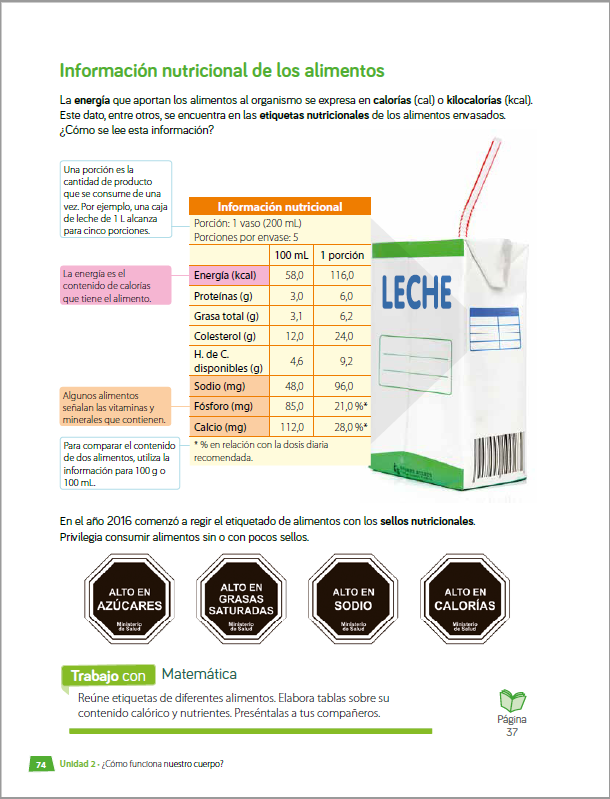 Información nutricional de los alimentos
La energía que aportan los alimentos al organismo se expresa en calorías (cal) o kilocalorías (kcal).
Este dato, entre otros, se encuentra en las etiquetas nutricionales de los alimentos envasados.
¿Cómo se lee esta información?
Una porción es la
cantidad de producto
que se consume de una
vez. Por ejemplo, una caja
de leche de 1 L alcanza
para cinco porciones.
La energía es el
contenido de calorías
que tiene el alimento.
Algunos alimentos
señalan las vitaminas y
minerales que contienen.
Para comparar el contenido
de dos alimentos, utiliza la
información para 100 g o
100 mL.
Información nutricional
Porción: 1 vaso (200 mL)
Porciones por envase: 5
100 mL 1 porción
Energía (kcal) 58,0 116,0
Proteínas (g) 3,0 6,0
Grasa total (g) 3,1 6,2
Colesterol (g) 12,0 24,0
H. de C.
disponibles (g) 4,6 9,2
Sodio (mg) 48,0 96,0
Fósforo (mg) 85,0 21,0 %*
Calcio (mg) 112,0 28,0 %*
* % en relación con la dosis diaria
recomendada.
LECHE
En el año 2016 comenzó a regir el etiquetado de alimentos con los sellos nutricionales.
Privilegia consumir alimentos sin o con pocos sellos.
ALTO EN
AZÚCARES
Ministerio
de Salud
ALTO EN
GRASAS
SATURADAS
Ministerio
de Salud
ALTO EN
SODIO
Ministerio
de Salud
ALTO EN
CALORÍAS
Ministerio
de Salud
Trabajo con Matemática
Reúne etiquetas de diferentes alimentos. Elabora tablas sobre su
contenido calórico y nutrientes. Preséntalas a tus compañeros.
Página
37
74 Unidad 2 • ¿Cómo funciona nuestro cuerpo?